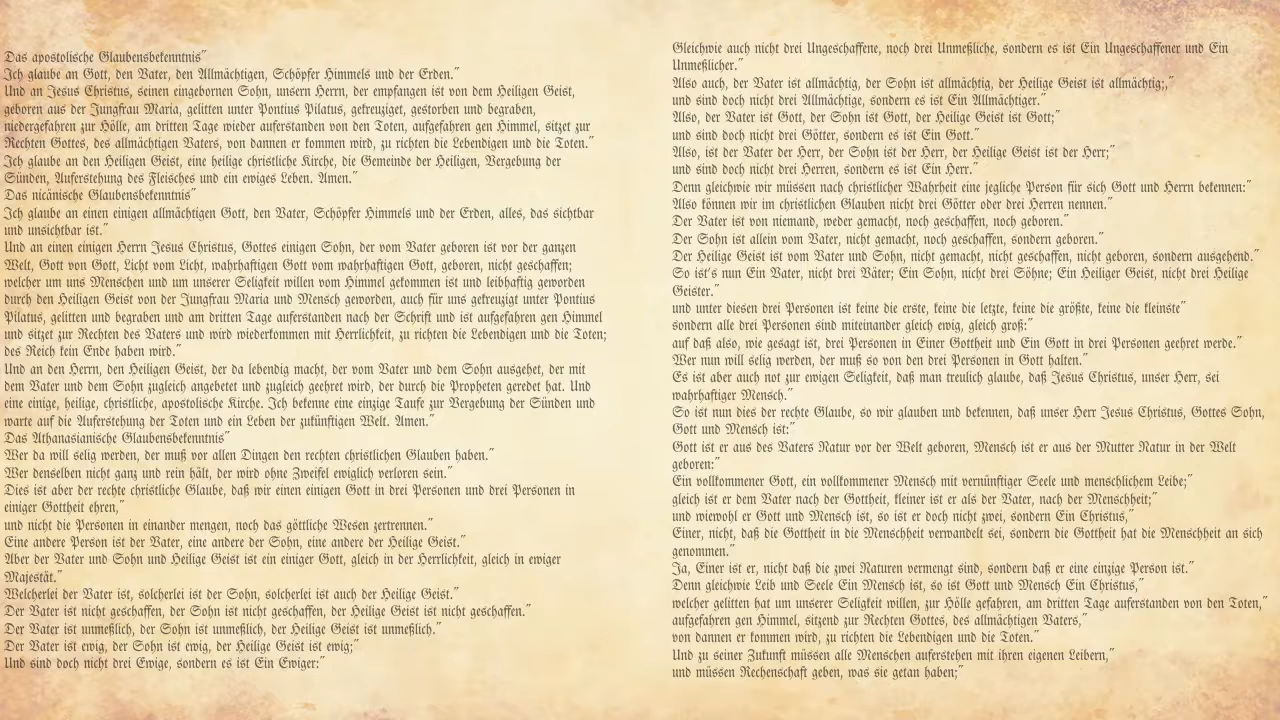 Das apostolische Glaubensbekenntnis"
Ich glaube an Gott, den Vater, den Allmächtigen, Schöpfer Himmels und der Erden."
Und an Jesus Christus, seinen eingebornen Sohn, unsern Herrn, der empfangen ist von dem Heiligen Geist,
geboren aus der Jungfrau Maria, gelitten unter Pontius Pilatus, gekreuziget, gestorben und begraben,
niedergefahren zur Hölle, am dritten Tage wieder auferstanden von den Toten, aufgefahren gen Himmel, sitzet zur
Rechten Gottes, des allmächtigen Vaters, von dannen er kommen wird, zu richten die Lebendigen und die Toten."
Ich glaube an den Heiligen Geist, eine heilige christliche Kirche, die Gemeinde der Heiligen, Vergebung der
Sünden, Auferstehung des Fleisches und ein ewiges Leben. Amen."
Das nicänische Glaubensbekenntnis"
Ich glaube an einen einigen allmächtigen Gott, den Vater, Schöpfer Himmels und der Erden, alles, das sichtbar
und unsichtbar ist."
Und an einen einigen Herrn Jesus Christus, Gottes einigen Sohn, der vom Vater geboren ist vor der ganzen
Welt, Gott von Gott, Licht vom Licht, wahrhaftigen Gott vom wahrhaftigen Gott, geboren, nicht geschaffen;
welcher um uns Menschen und um unserer Seligkeit willen vom Himmel gekommen ist und leibhaftig geworden
durch den Heiligen Geist von der Jungfrau Maria und Mensch geworden, auch für uns gekreuzigt unter Pontius
Pilatus, gelitten und begraben und am dritten Tage auferstanden nach der Schrift und ist aufgefahren gen Himmel
und sitzet zur Rechten des Vaters und wird wiederkommen mit Herrlichkeit, zu richten die Lebendigen und die Toten;
des Reich kein Ende haben wird."
Und an den Herrn, den Heiligen Geist, der da lebendig macht, der vom Vater und dem Sohn ausgehet, der mit
dem Vater und dem Sohn zugleich angebetet und zugleich geehret wird, der durch die Propheten geredet hat. Und
eine einige, heilige, christliche, apostolische Kirche. Ich bekenne eine einzige Taufe zur Vergebung der Sünden und
warte auf die Auferstehung der Toten und ein Leben der zukünftigen Welt. Amen."
Das Athanasianische Glaubensbekenntnis"
Wer da will selig werden, der muß vor allen Dingen den rechten christlichen Glauben haben."
Wer denselben nicht ganz und rein hält, der wird ohne Zweifel ewiglich verloren sein."
Dies ist aber der rechte christliche Glaube, daß wir einen einigen Gott in drei Personen und drei Personen in
einiger Gottheit ehren,"
und nicht die Personen in einander mengen, noch das göttliche Wesen zertrennen."
Eine andere Person ist der Vater, eine andere der Sohn, eine andere der Heilige Geist."
Aber der Vater und Sohn und Heilige Geist ist ein einiger Gott, gleich in der Herrlichkeit, gleich in ewiger
Majestät."
Welcherlei der Vater ist, solcherlei ist der Sohn, solcherlei ist auch der Heilige Geist."
Der Vater ist nicht geschaffen, der Sohn ist nicht geschaffen, der Heilige Geist ist nicht geschaffen."
Der Vater ist unmeßlich, der Sohn ist unmeßlich, der Heilige Geist ist unmeßlich."
Der Vater ist ewig, der Sohn ist ewig, der Heilige Geist ist ewig;"
Und sind doch nicht drei Ewige, sondern es ist Ein Ewiger:"
Gleichwie auch nicht drei Ungeschaffene, noch drei Unmeßliche, sondern es ist Ein Ungeschaffener und Ein
Unmeßlicher."
Also auch, der Vater ist allmächtig, der Sohn ist allmächtig, der Heilige Geist ist allmächtig;,"
und sind doch nicht drei Allmächtige, sondern es ist Ein Allmächtiger."
Also, der Vater ist Gott, der Sohn ist Gott, der Heilige Geist ist Gott;"
und sind doch nicht drei Götter, sondern es ist Ein Gott."
Also, ist der Vater der Herr, der Sohn ist der Herr, der Heilige Geist ist der Herr;"
und sind doch nicht drei Herren, sondern es ist Ein Herr."
Denn gleichwie wir müssen nach christlicher Wahrheit eine jegliche Person für sich Gott und Herrn bekennen:"
Also können wir im christlichen Glauben nicht drei Götter oder drei Herren nennen."
Der Vater ist von niemand, weder gemacht, noch geschaffen, noch geboren."
Der Sohn ist allein vom Vater, nicht gemacht, noch geschaffen, sondern geboren."
Der Heilige Geist ist vom Vater und Sohn, nicht gemacht, nicht geschaffen, nicht geboren, sondern ausgehend."
So ist's nun Ein Vater, nicht drei Väter; Ein Sohn, nicht drei Söhne; Ein Heiliger Geist, nicht drei Heilige
Geister."
und unter diesen drei Personen ist keine die erste, keine die letzte, keine die größte, keine die kleinste"
sondern alle drei Personen sind miteinander gleich ewig, gleich groß:"
auf daß also, wie gesagt ist, drei Personen in Einer Gottheit und Ein Gott in drei Personen geehret werde."
Wer nun will selig werden, der muß so von den drei Personen in Gott halten."
Es ist aber auch not zur ewigen Seligkeit, daß man treulich glaube, daß Jesus Christus, unser Herr, sei
wahrhaftiger Mensch."
So ist nun dies der rechte Glaube, so wir glauben und bekennen, daß unser Herr Jesus Christus, Gottes Sohn,
Gott und Mensch ist:"
Gott ist er aus des Vaters Natur vor der Welt geboren, Mensch ist er aus der Mutter Natur in der Welt
geboren:"
Ein vollkommener Gott, ein vollkommener Mensch mit vernünftiger Seele und menschlichem Leibe;"
gleich ist er dem Vater nach der Gottheit, kleiner ist er als der Vater, nach der Menschheit;"
und wiewohl er Gott und Mensch ist, so ist er doch nicht zwei, sondern Ein Christus,"
Einer, nicht, daß die Gottheit in die Menschheit verwandelt sei, sondern die Gottheit hat die Menschheit an sich
genommen."
Ja, Einer ist er, nicht daß die zwei Naturen vermengt sind, sondern daß er eine einzige Person ist."
Denn gleichwie Leib und Seele Ein Mensch ist, so ist Gott und Mensch Ein Christus,"
welcher gelitten hat um unserer Seligkeit willen, zur Hölle gefahren, am dritten Tage auferstanden von den Toten,"
aufgefahren gen Himmel, sitzend zur Rechten Gottes, des allmächtigen Vaters,"
von dannen er kommen wird, zu richten die Lebendigen und die Toten."
Und zu seiner Zukunft müssen alle Menschen auferstehen mit ihren eigenen Leibern,"
und müssen Rechenschaft geben, was sie getan haben;"